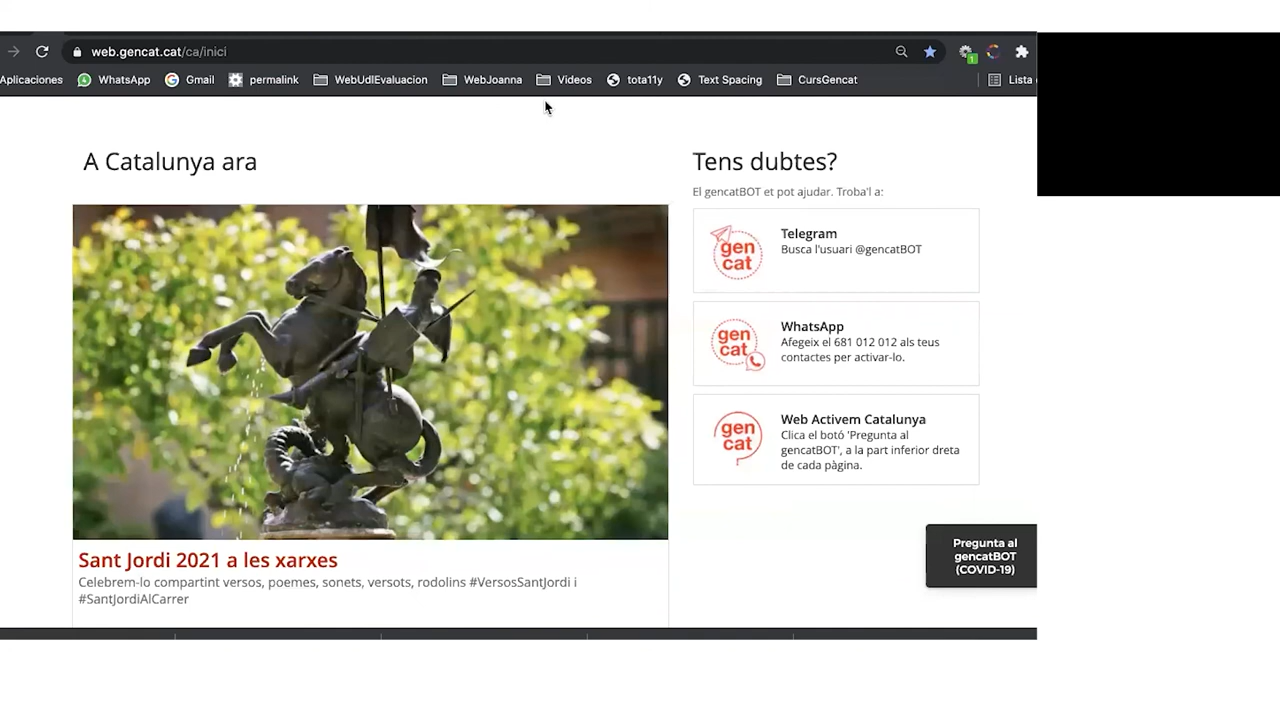 web.gencat.cat/ca/inici
1
Aplicaciones
WhatsApp
Gmail
permalink
WebUdlEvaluacion
WebJoanna
Videos
tota11y
Text Spacing
CursGencat
Lista
A Catalunya ara
Sant Jordi 2021 a les xarxes
Celebrem-lo compartint versos, poemes, sonets, versots, rodolins #VersosSantJordi i
#SantJordiAlCarrer
Tens dubtes?
El gencatBOT et pot ajudar. Troba'l a:
gen
cat
Telegram
Busca l'usuari @gencatBOT
gen
cat
WhatsApp
Afegeix el 681 012 012 als teus
contactes per activar-lo.
gen
cat
Web Activem Catalunya
Clica el botó 'Pregunta al
gencatBOT', a la part inferior dreta
de cada pàgina.
Pregunta al
gencatBOT
(COVID-19)